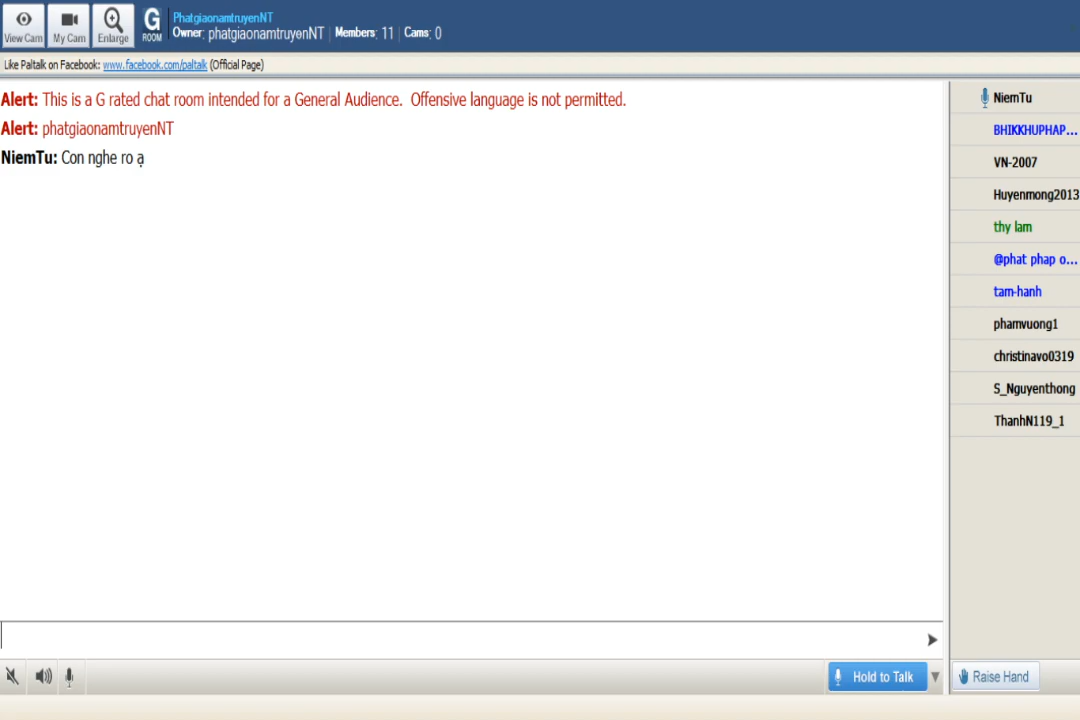 View Cam
My Cam
Enlarge
G
ROOM
PhatgiaonamtruyenNT
Owner: phatgiaonamtruyenNT | Members: 11 | Cams: 0
Like Paltalk on Facebook: www.facebook.com/paltalk (Official Page)
Alert: This is a G rated chat room intended for a General Audience. Offensive language is not permitted.
Alert: phatgiaonamtruyenNT
NiemTu: Con nghe ro ạ
NiemTu
BHIKKHUPHAP...
VN-2007
Huyenmong2013
thy lam
@phat phap o...
tam-hanh
phamvuong1
christinavo0319
S_Nguyenthong
ThanhN119_1
Hold to Talk
Raise Hand